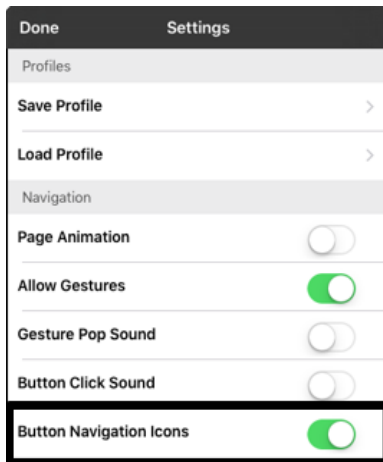 Done Settings
Profiles
Save Profile
Load Profile
Navigation
Page Animation
Allow Gestures
Gesture Pop Sound
Button Click Sound
Button Navigation Icons